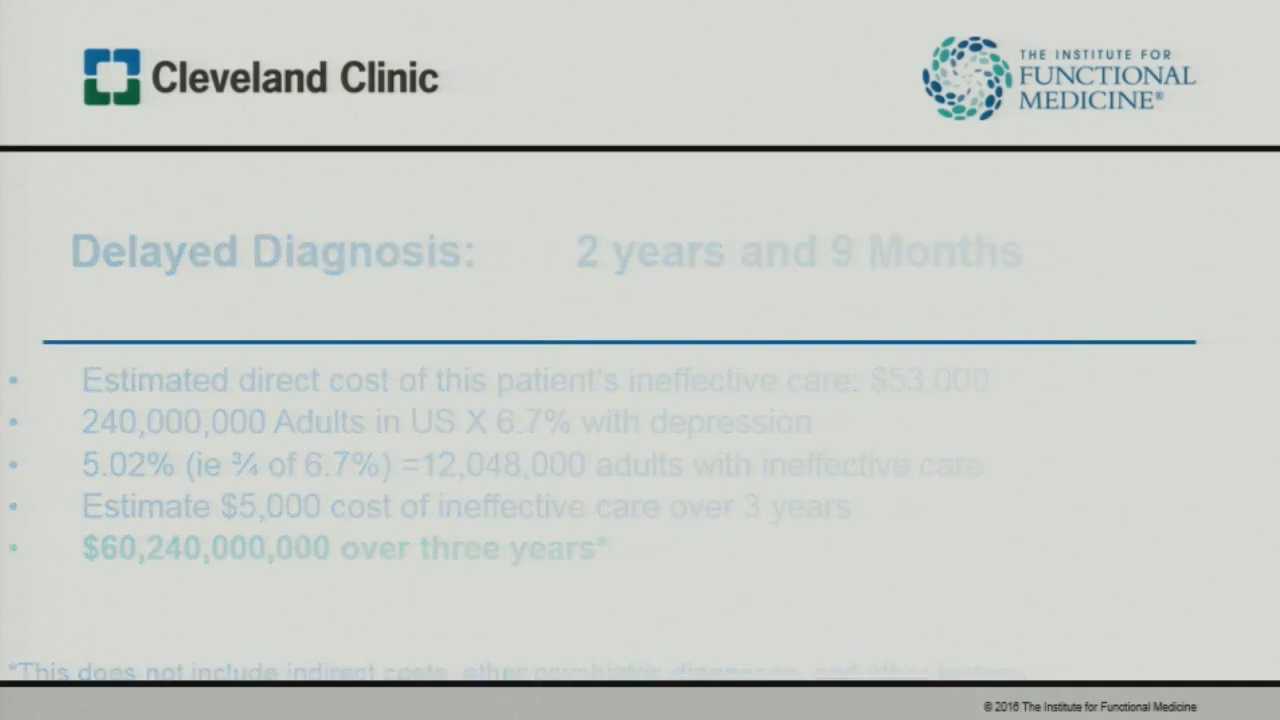 Cleveland Clinic
THE INSTITUTE FOR
FUNCTIONAL
MEDICINE®
Delayed Diagnosis: 2 years and 9 Months
• Estimated direct cost of this patient's ineffective care: $53,000
• 240,000,000 Adults in US X 6.7% with depression
• 5.02% (ie ¾ of 6.7%) =12,048,000 adults with ineffective care
• Estimate $5,000 cost of ineffective care over 3 years
• $60,240,000,000 over three years*
*This does not include indirect costs, other psychiatric diagnoses, and other
© 2016 The Institute for Functional Medicine